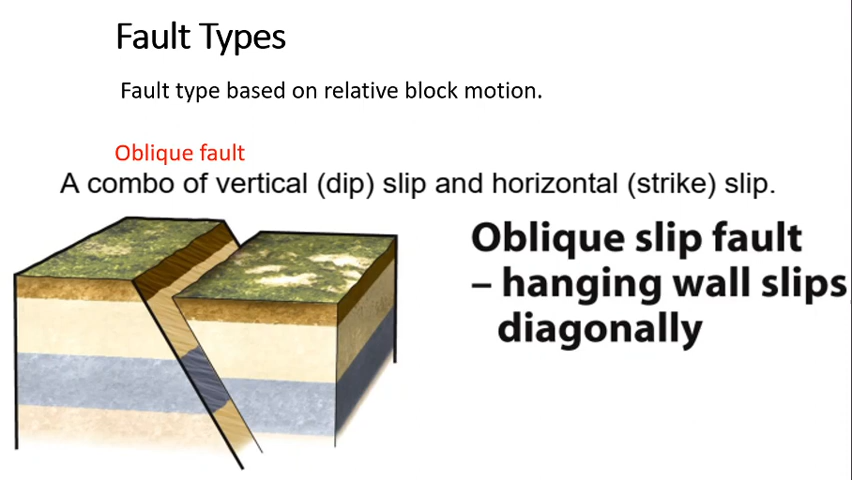 Fault Types
Fault type based on relative block motion.
Oblique fault
A combo of vertical (dip) slip and horizontal (strike) slip.
Oblique slip fault
– hanging wall slips
diagonally